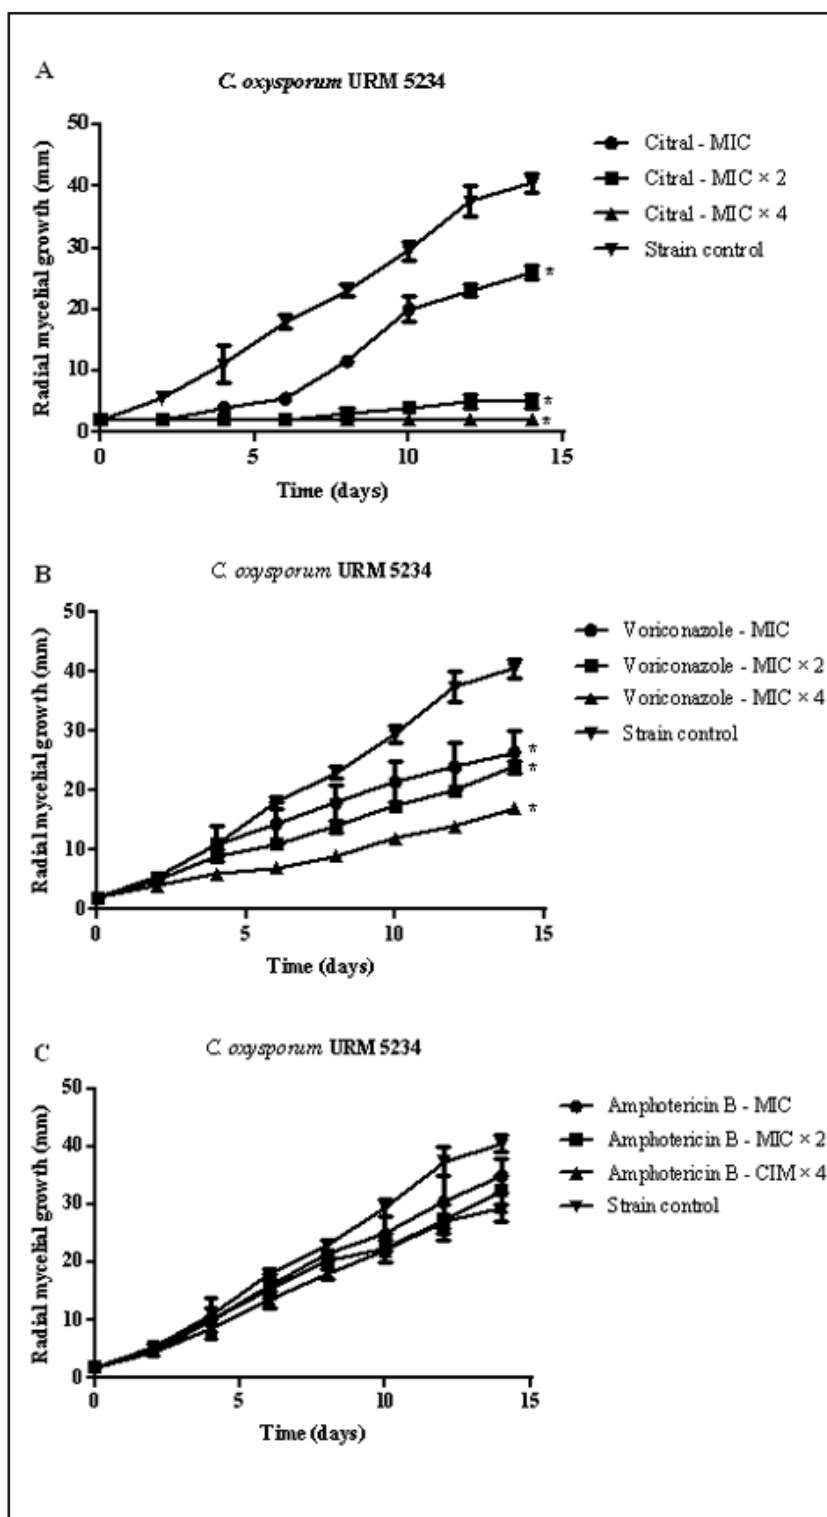 A
C. oxysporum URM 5234
50
40
30
20
10
0
0 5 10 15
Radial mycelial growth (mm)
Time (days)
Citral - MIC
Citral - MIC × 2
Citral - MIC × 4
Strain control
*
*
*
B
C. oxysporum URM 5234
50
40
30
20
10
0
0 5 10 15
Radial mycelial growth (mm)
Time (days)
Voriconazole - MIC
Voriconazole - MIC × 2
Voriconazole - MIC × 4
Strain control
*
*
*
C
C. oxysporum URM 5234
50
40
30
20
10
0
0 5 10 15
Radial mycelial growth (mm)
Time (days)
Amphotericin B - MIC
Amphotericin B - MIC × 2
Amphotericin B - CIM × 4
Strain control